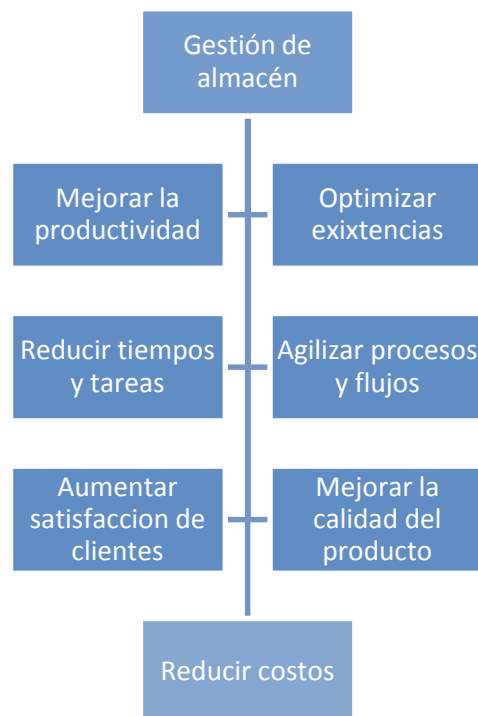 Gestión de
almacén
Mejorar la
productividad
Optimizar
exixtencias
Reducir tiempos
y tareas
Agilizar procesos
y flujos
Aumentar
satisfaccion de
clientes
Mejorar la
calidad del
producto
Reducir costos